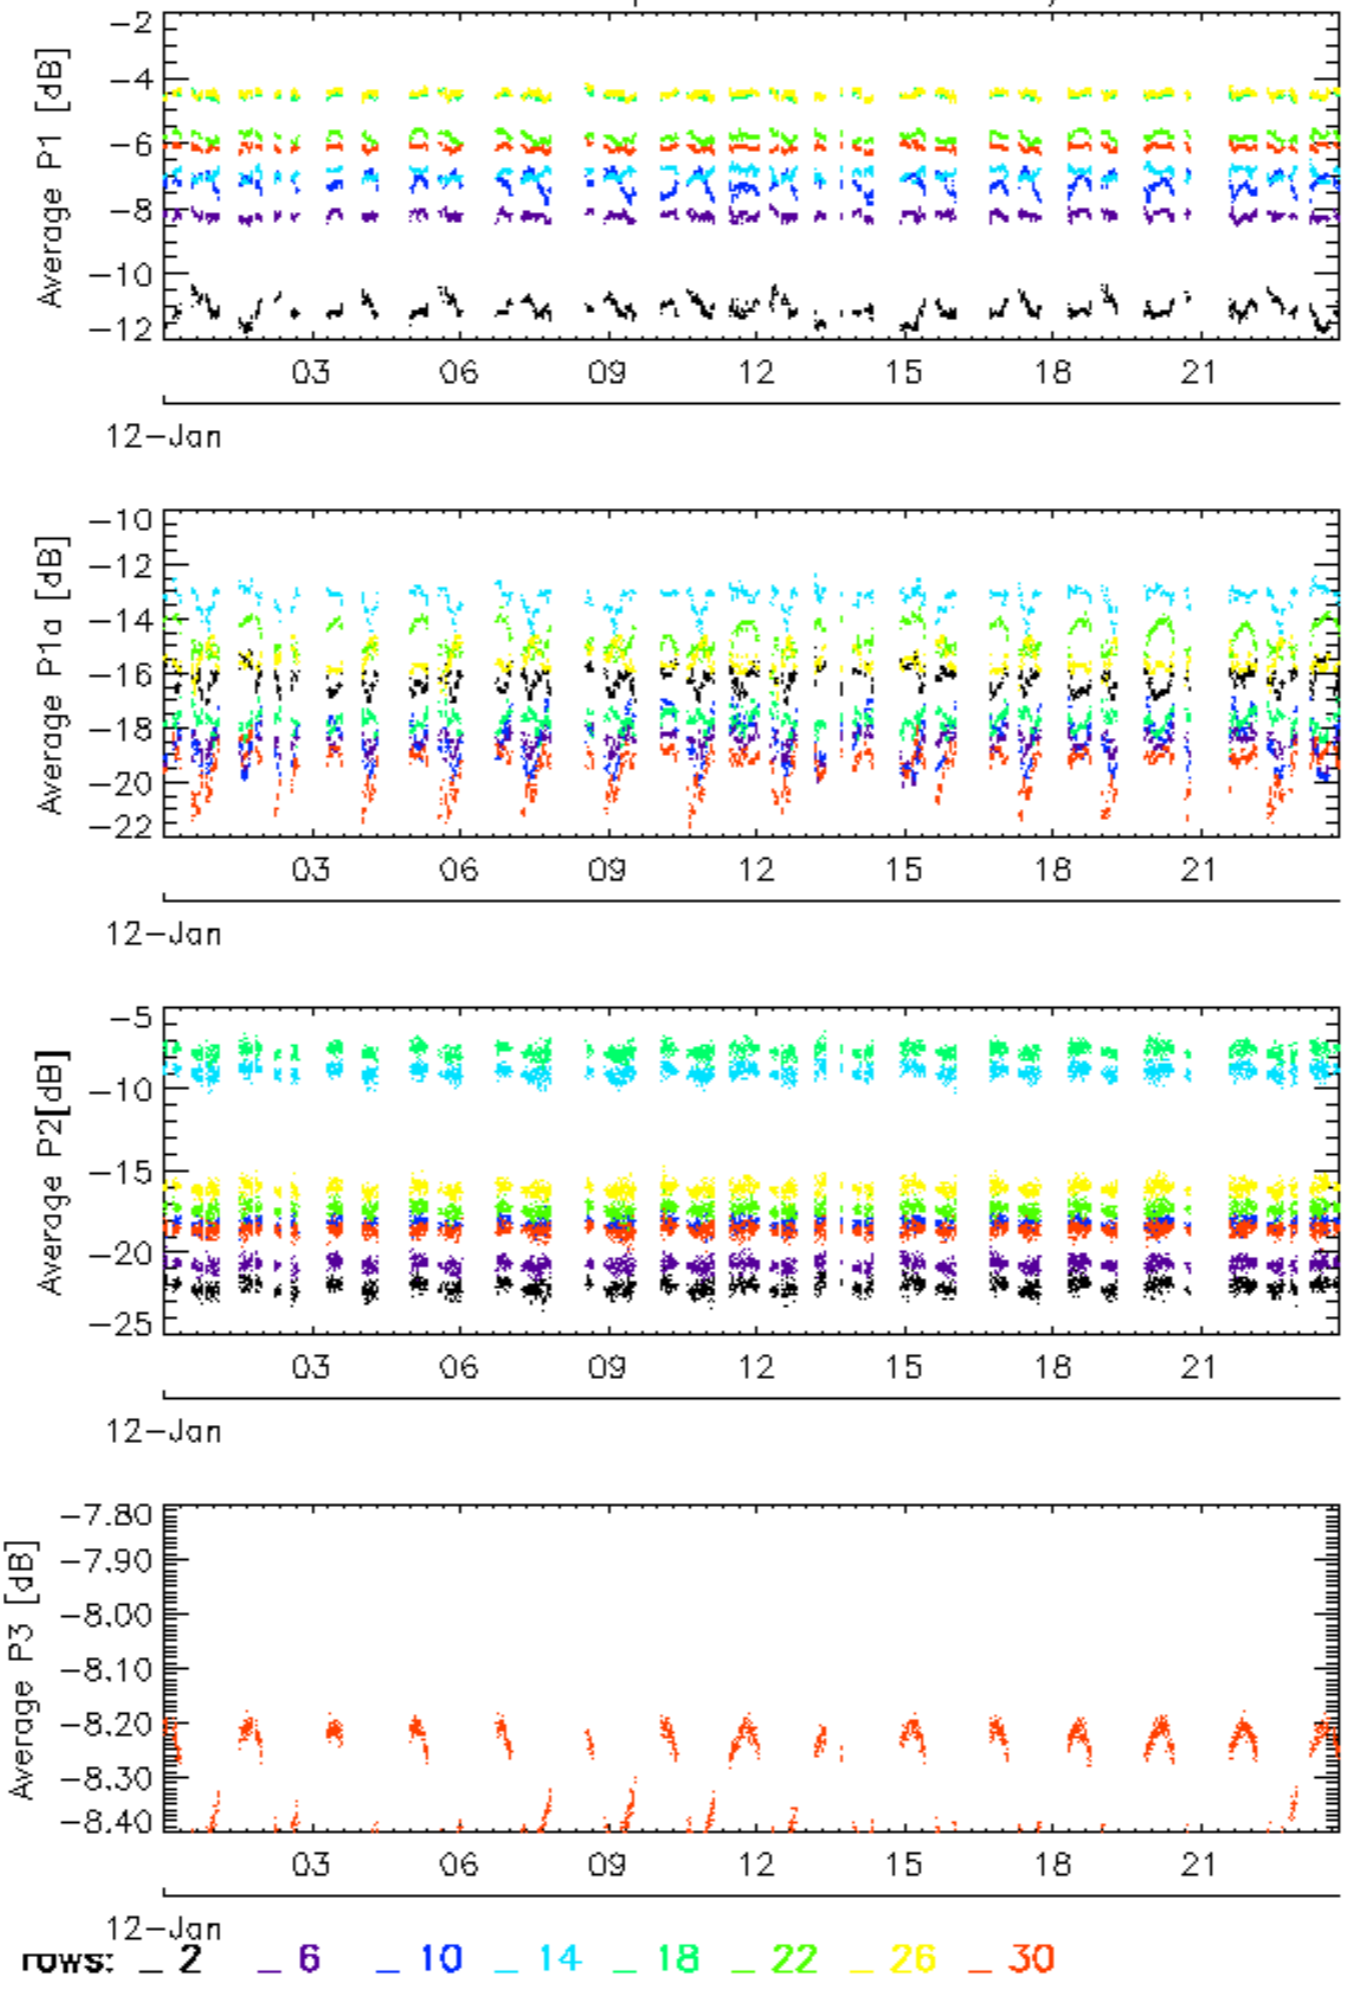 Average P1 [dB]
−2
−4
−6
−8
−10
−12
03 06 09 12 15 18 21
12−Jan
Average P1a [dB]
−10
−12
−14
−16
−18
−20
−22
03 06 09 12 15 18 21
12−Jan
Average P2[dB]
−5
−10
−15
−20
−25
03 06 09 12 15 18 21
12−Jan
Average P3 [dB]
−7.80
−7.90
−8.00
−8.10
−8.20
−8.30
−8.40
03 06 09 12 15 18 21
12−Jan
rows: _ 2 _ 6 _ 10 _ 14 _ 18 _ 22 _ 26 _ 30